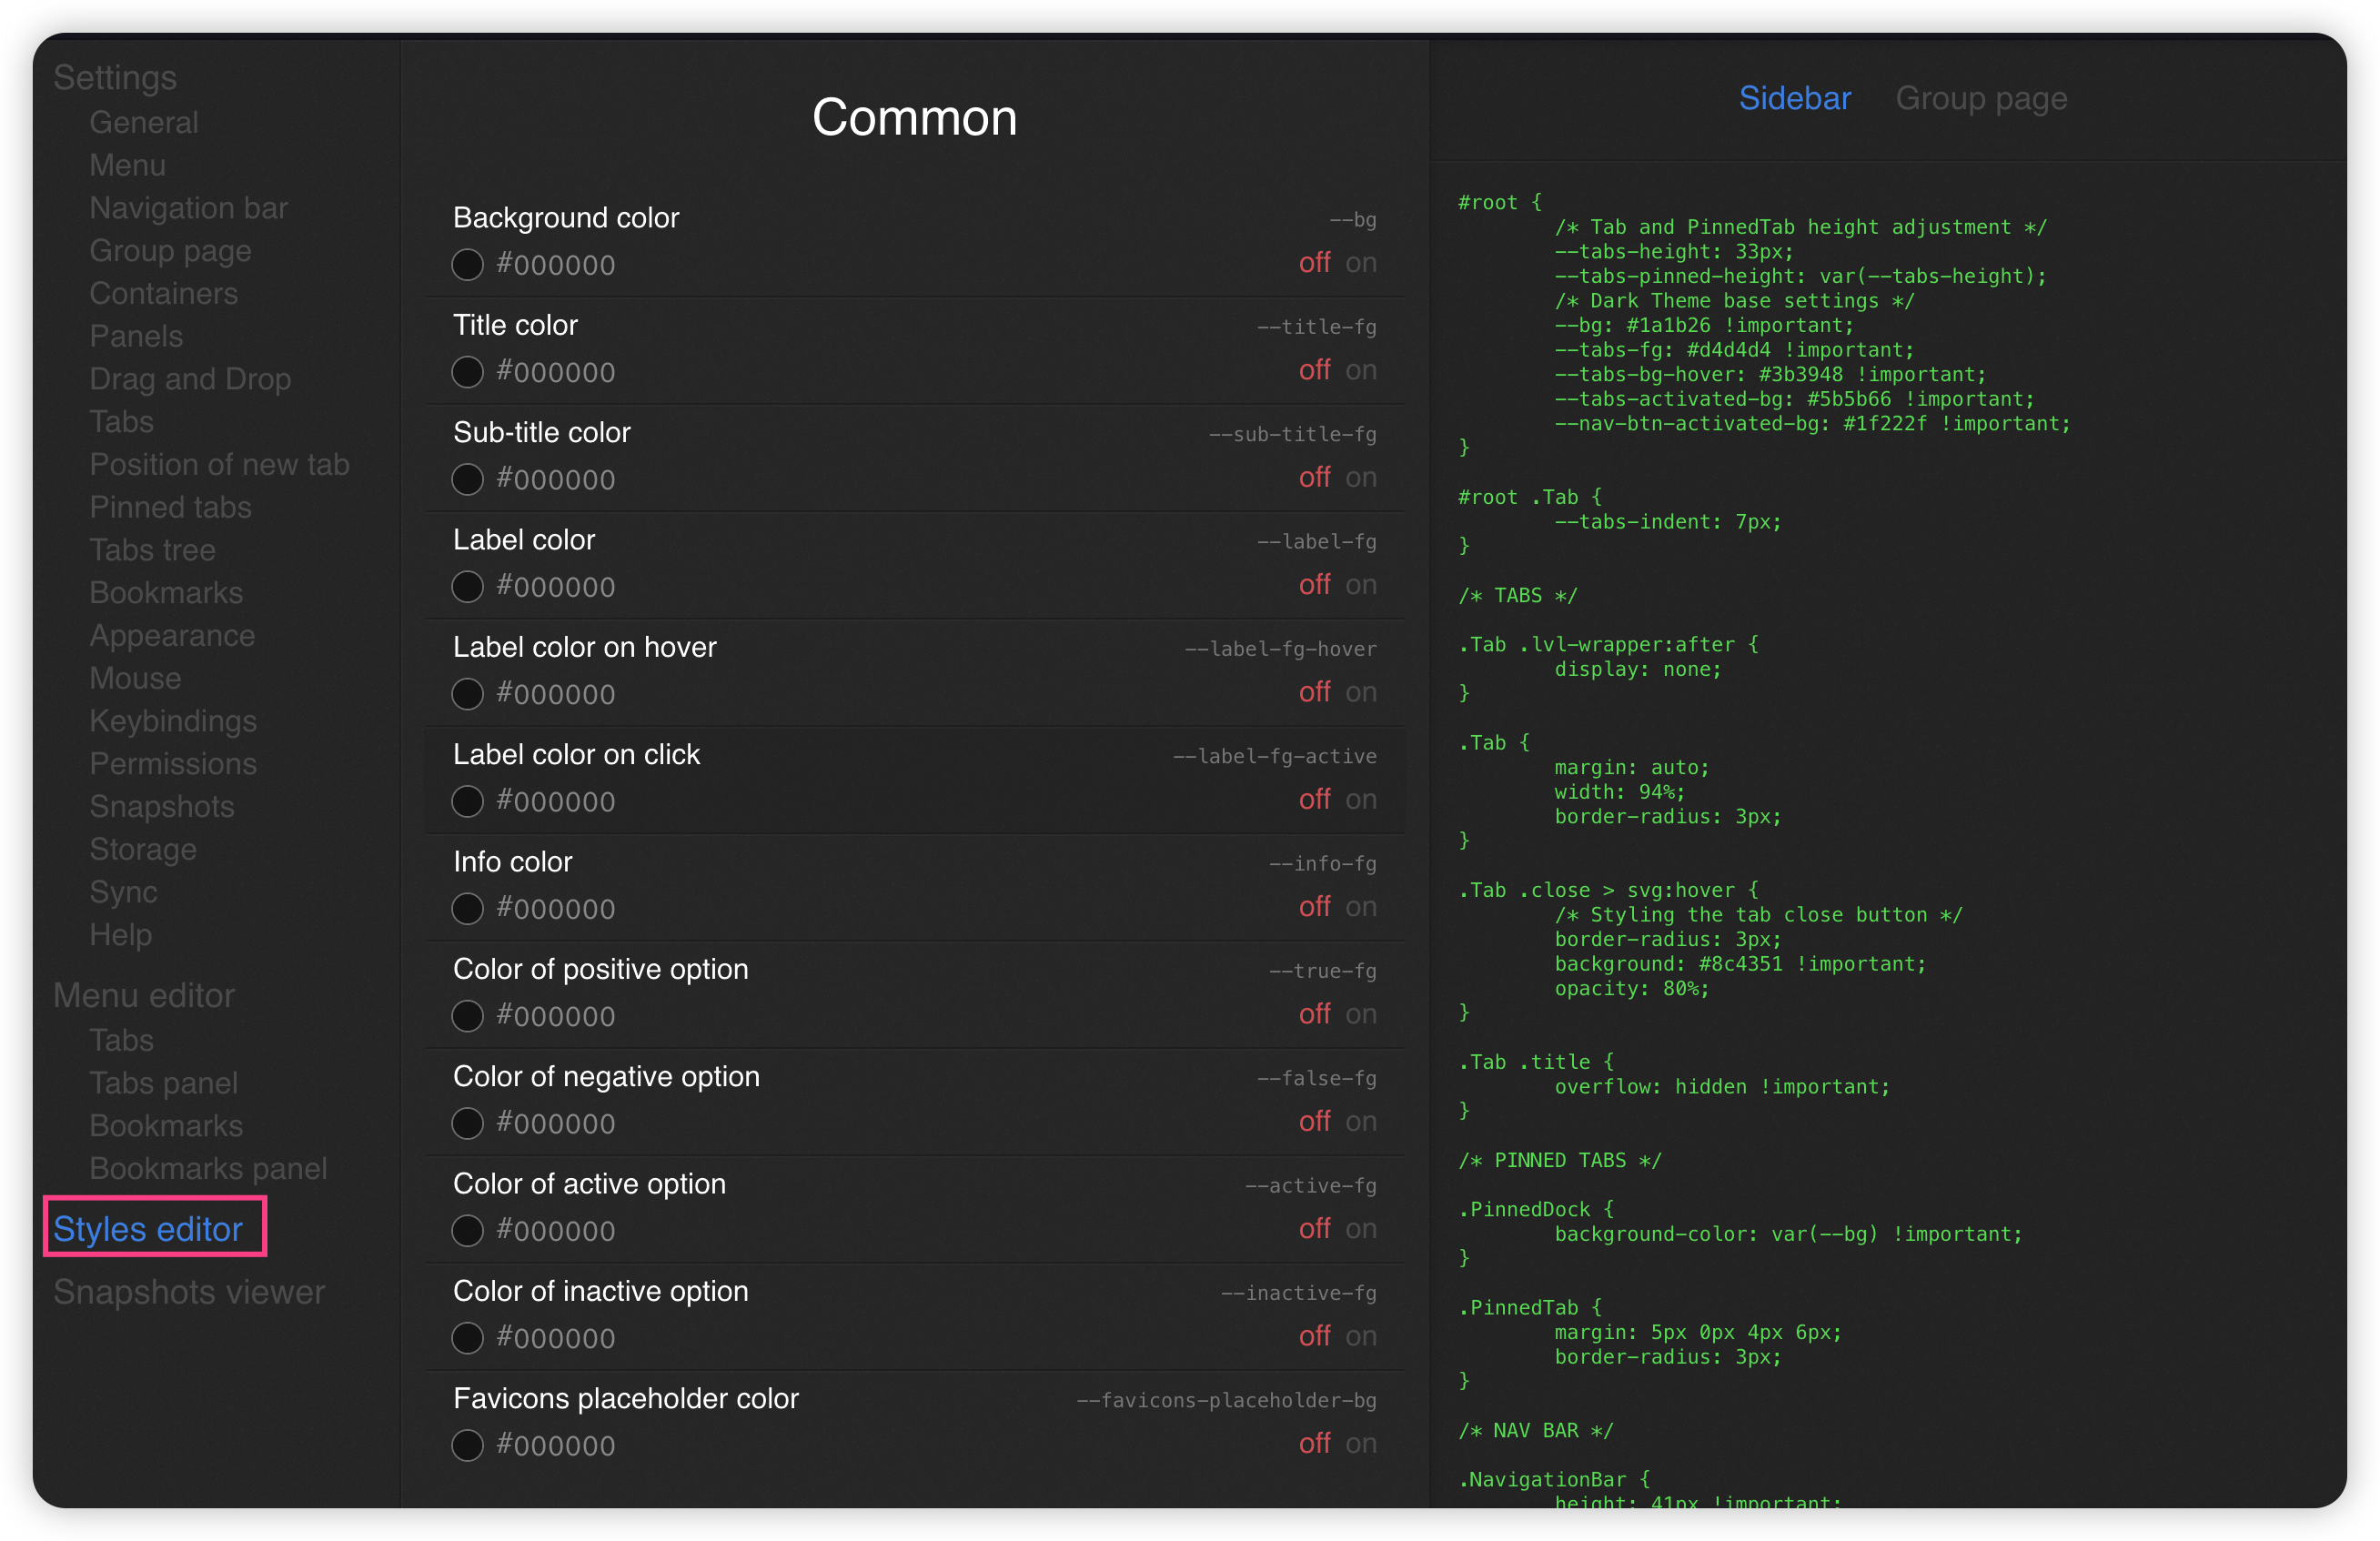 Settings
General
Menu
Navigation bar
Group page
Containers
Panels
Drag and Drop
Tabs
Position of new tab
Pinned tabs
Tabs tree
Bookmarks
Appearance
Mouse
Keybindings
Permissions
Snapshots
Storage
Sync
Help
Menu editor
Tabs
Tabs panel
Bookmarks
Bookmarks panel
Styles editor
Snapshots viewer
Common
Background color --bg
#000000 off on
Title color --title-fg
#000000 off on
Sub-title color --sub-title-fg
#000000 off on
Label color --label-fg
#000000 off on
Label color on hover --label-fg-hover
#000000 off on
Label color on click --label-fg-active
#000000 off on
Info color --info-fg
#000000 off on
Color of positive option --true-fg
#000000 off on
Color of negative option --false-fg
#000000 off on
Color of active option --active-fg
#000000 off on
Color of inactive option --inactive-fg
#000000 off on
Favicons placeholder color --favicons-placeholder-bg
#000000 off on
Sidebar Group page
#root {
/* Tab and PinnedTab height adjustment */
--tabs-height: 33px;
--tabs-pinned-height: var(--tabs-height);
/* Dark Theme base settings */
--bg: #1a1b26 !important;
--tabs-fg: #d4d4d4 !important;
--tabs-bg-hover: #3b3948 !important;
--tabs-activated-bg: #5b5b66 !important;
--nav-btn-activated-bg: #1f222f !important;
}
#root .Tab {
--tabs-indent: 7px;
}
/* TABS */
.Tab .lvl-wrapper:after {
display: none;
}
.Tab {
margin: auto;
width: 94%;
border-radius: 3px;
}
.Tab .close > svg:hover {
/* Styling the tab close button */
border-radius: 3px;
background: #8c4351 !important;
opacity: 80%;
}
.Tab .title {
overflow: hidden !important;
}
/* PINNED TABS */
.PinnedDock {
background-color: var(--bg) !important;
}
.PinnedTab {
margin: 5px 0px 4px 6px;
border-radius: 3px;
}
/* NAV BAR */
.NavigationBar {
height: 41px !important;